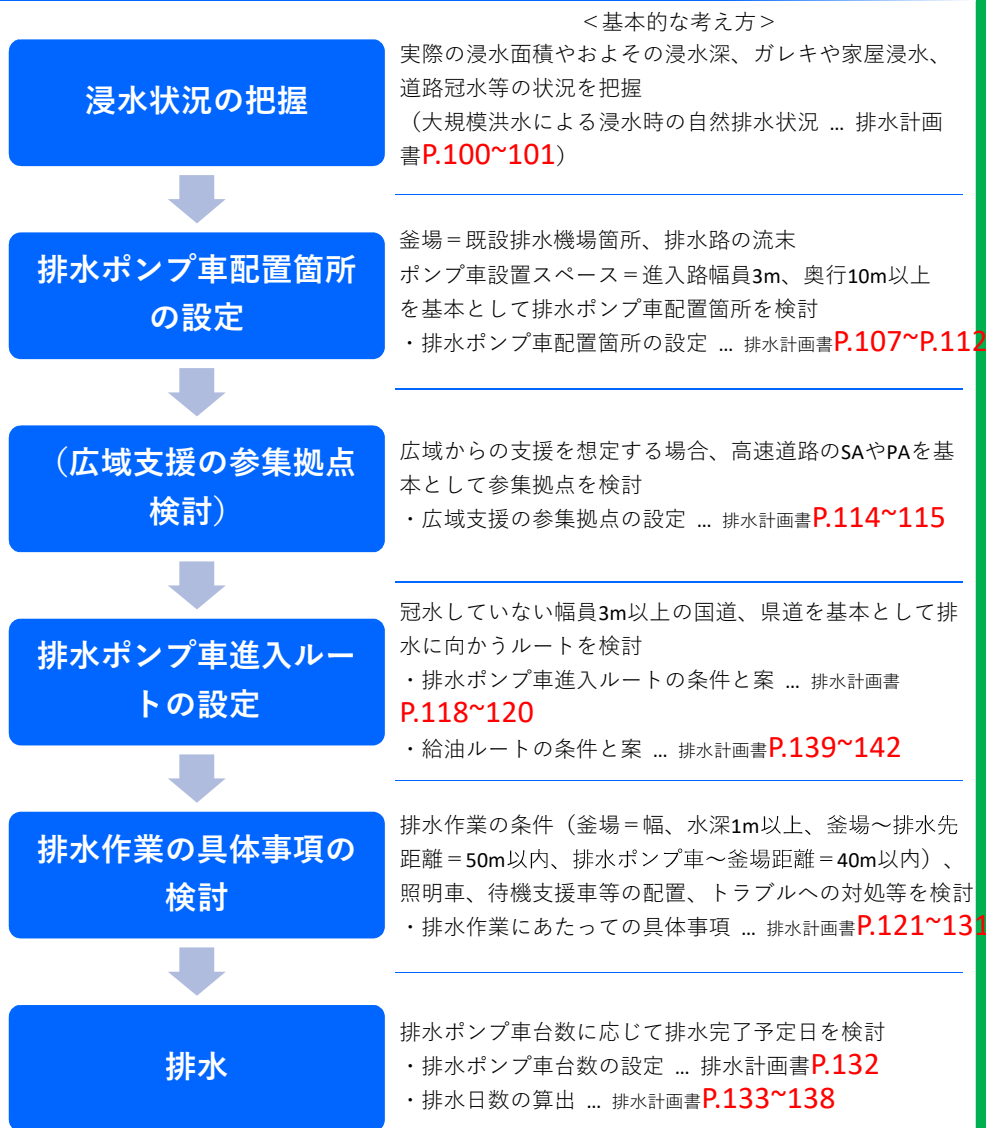 ＜基本的な考え方＞
浸水状況の把握
実際の浸水面積やおよその浸水深、ガレキや家屋浸水、
道路冠水等の状況を把握
（大規模洪水による浸水時の自然排水状況 … 排水計画
書P.100~101）
排水ポンプ車配置箇所
の設定
釜場＝既設排水機場箇所、排水路の流末
ポンプ車設置スペース＝進入路幅員3m、奥行10m以上
を基本として排水ポンプ車配置箇所を検討
・排水ポンプ車配置箇所の設定 … 排水計画書P.107~P.112
（広域支援の参集拠点
検討）
広域からの支援を想定する場合、高速道路のSAやPAを基
本として参集拠点を検討
・広域支援の参集拠点の設定 … 排水計画書P.114~115
排水ポンプ車進入ルー
トの設定
冠水していない幅員3m以上の国道、県道を基本として排
水に向かうルートを検討
・排水ポンプ車進入ルートの条件と案 … 排水計画書
P.118~120
・給油ルートの条件と案 … 排水計画書P.139~142
排水作業の具体事項の
検討
排水作業の条件（釜場＝幅、水深1m以上、釜場～排水先
距離＝50m以内、排水ポンプ車～釜場距離＝40m以内）、
照明車、待機支援車等の配置、トラブルへの対処等を検討
・排水作業にあたっての具体事項 … 排水計画書P.121~131
排水
排水ポンプ車台数に応じて排水完了予定日を検討
・排水ポンプ車台数の設定 … 排水計画書P.132
・排水日数の算出 … 排水計画書P.133~138